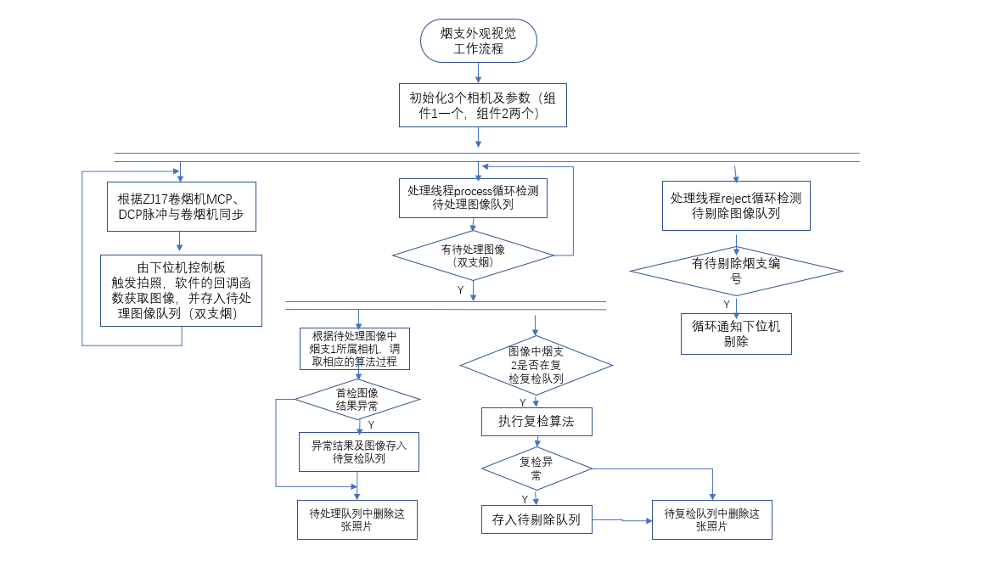 烟支外观视觉
工作流程
初始化3个相机及参数（组
件1一个，组件2两个）
根据ZJ17卷烟机MCP、
DCP脉冲与卷烟机同步
由下位机控制板
触发拍照，软件的回调函
数获取图像，并存入待处
理图像队列（双支烟）
处理线程process循环检测
待处理图像队列
有待处理图像
（双支烟）
Y
根据待处理图像中
烟支1所属相机，调
取相应的算法过程
首检图像
结果异常
Y
异常结果及图像存入
待复检队列
待处理队列中删除这
张照片
图像中烟支
2是否在复
检复检队列
Y
执行复检算法
复检异
常
Y
存入待剔除队列
待复检队列中删除这
张照片
处理线程reject循环检测
待剔除图像队列
有待剔除烟支编
号
Y
循环通知下位机
剔除